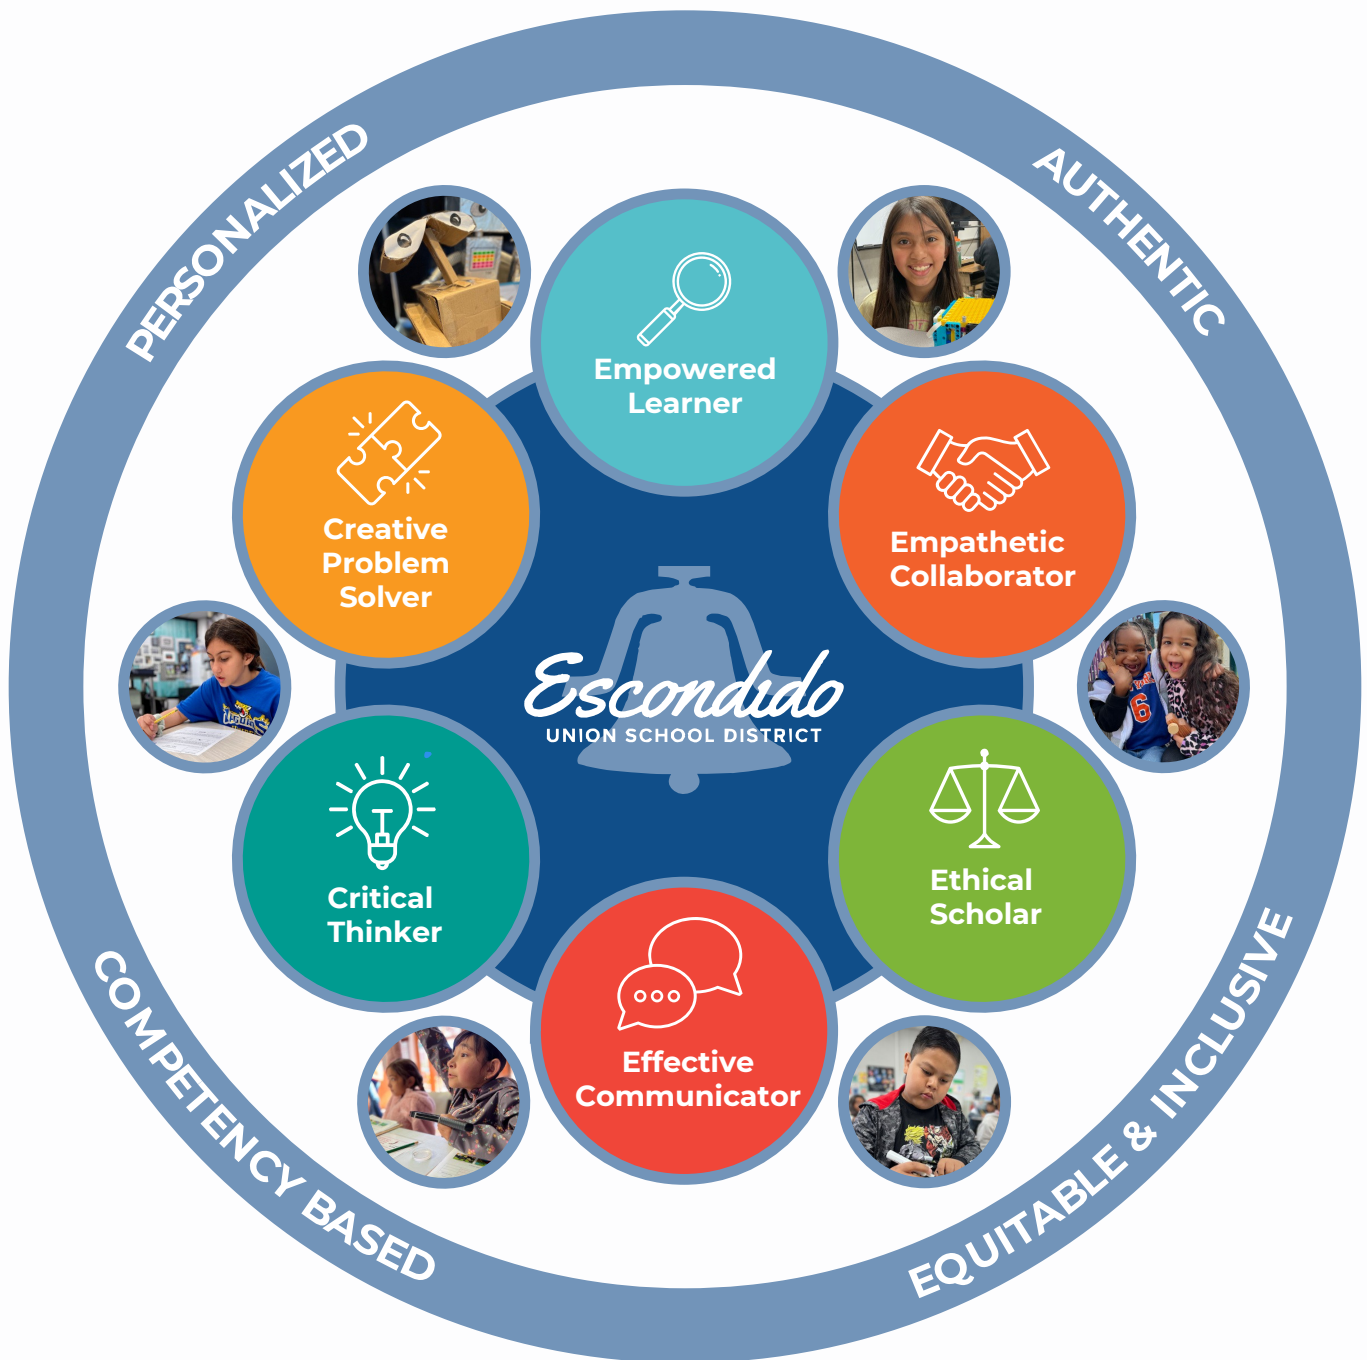 PERSONALIZED
AUTHENTIC
Empowered
Learner
Creative
Problem
Solver
Empathetic
Collaborator
Escondido
UNION SCHOOL DISTRICT
6
Critical
Thinker
Ethical
Scholar
Effective
Communicator
COMPETENCY BASED
EQUITABLE & INCLUSIVE